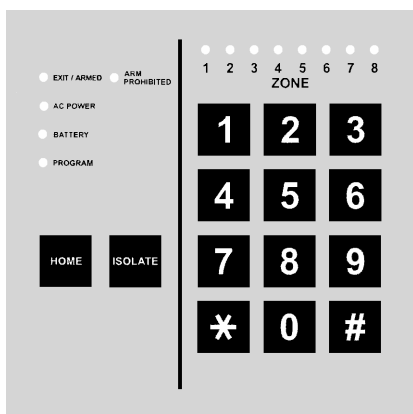 EXIT / ARMED
ARM
PROHIBITED
AC POWER
BATTERY
PROGRAM
HOME ISOLATE
1 2 3 4 5 6 7 8
ZONE
1 2 3
4 5 6
7 8 9
* 0 #